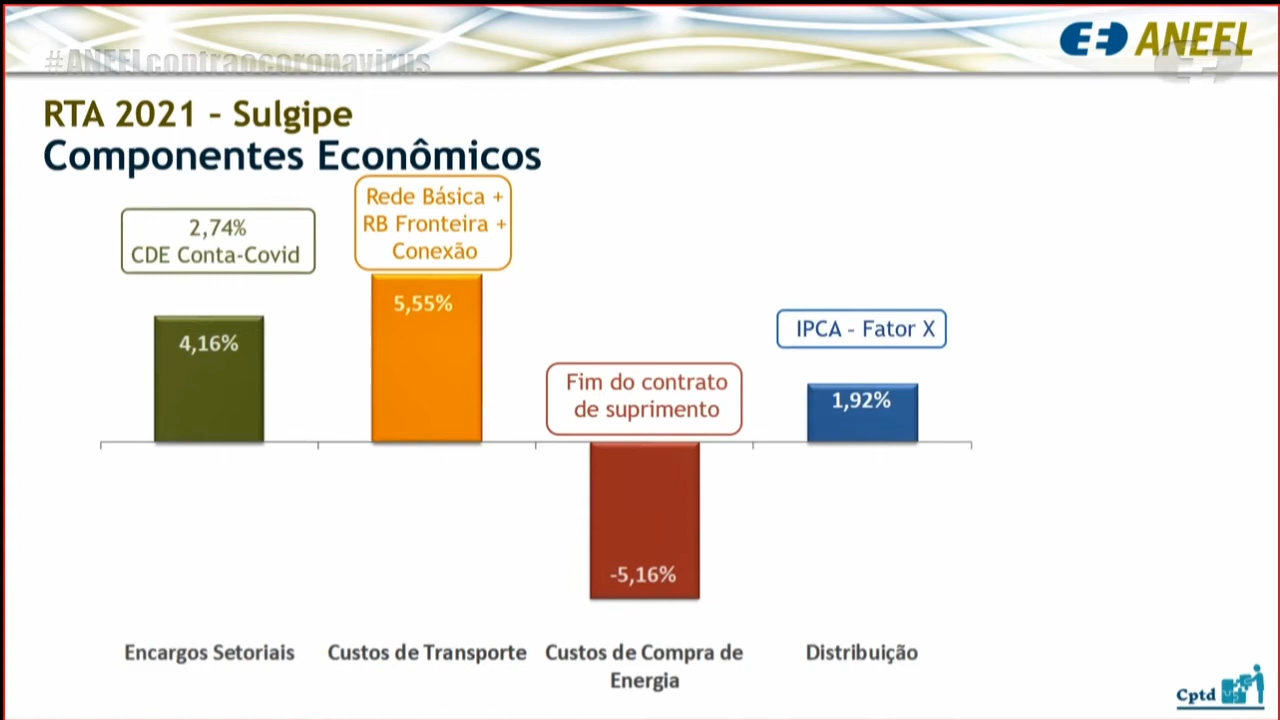 #ANEELcontraocoronavirus
ANEEL
RTA 2021 – Sulgipe
Componentes Econômicos
2,74%
CDE Conta-Covid
Rede Básica +
RB Fronteira +
Conexão
4,16%
5,55%
Fim do contrato
de suprimento
-5,16%
IPCA - Fator X
1,92%
Encargos Setoriais
Custos de Transporte
Custos de Compra de
Energia
Distribuição
Cptd